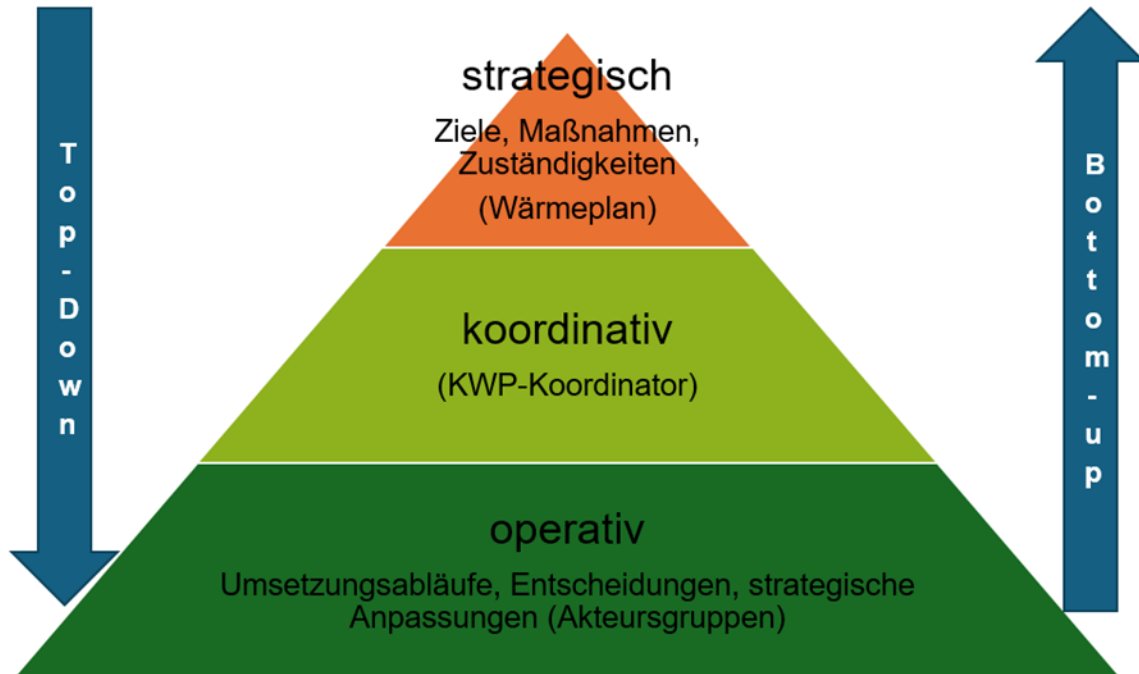 Top-Down
strategisch
Ziele, Maßnahmen,
Zuständigkeiten
(Wärmeplan)
koordinativ
(KWP-Koordinator)
operativ
Umsetzungsabläufe, Entscheidungen, strategische
Anpassungen (Akteursgruppen)
Bottom-up